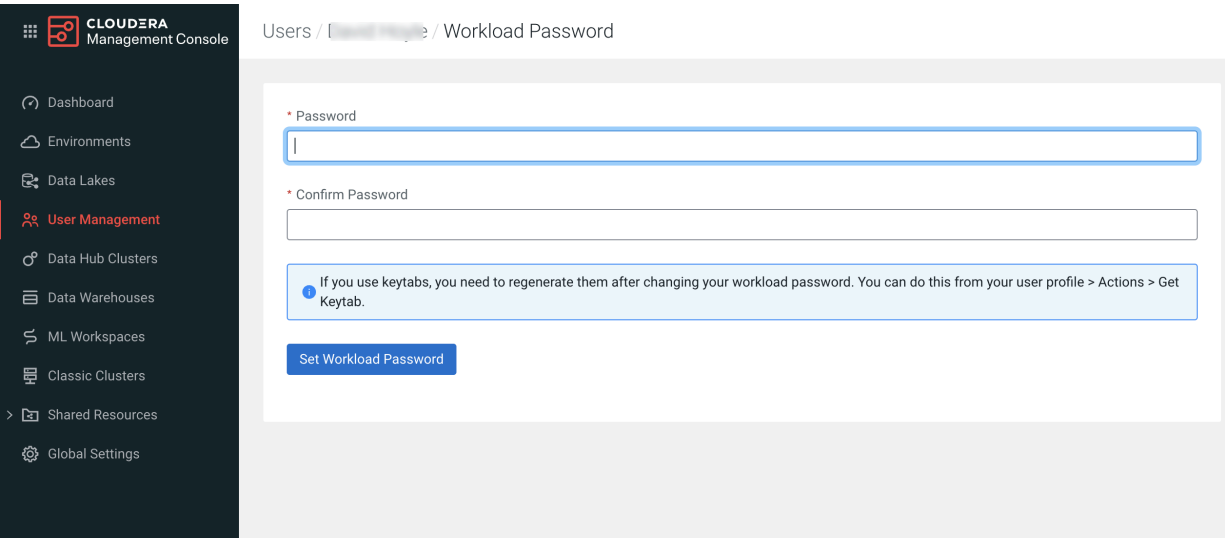 CLOUDERA
Management Console
Users / / Workload Password
Dashboard
Environments
Data Lakes
User Management
Data Hub Clusters
Data Warehouses
ML Workspaces
Classic Clusters
Shared Resources
Global Settings
* Password
* Confirm Password
If you use keytabs, you need to regenerate them after changing your workload password. You can do this from your user profile > Actions > Get
Keytab.
Set Workload Password